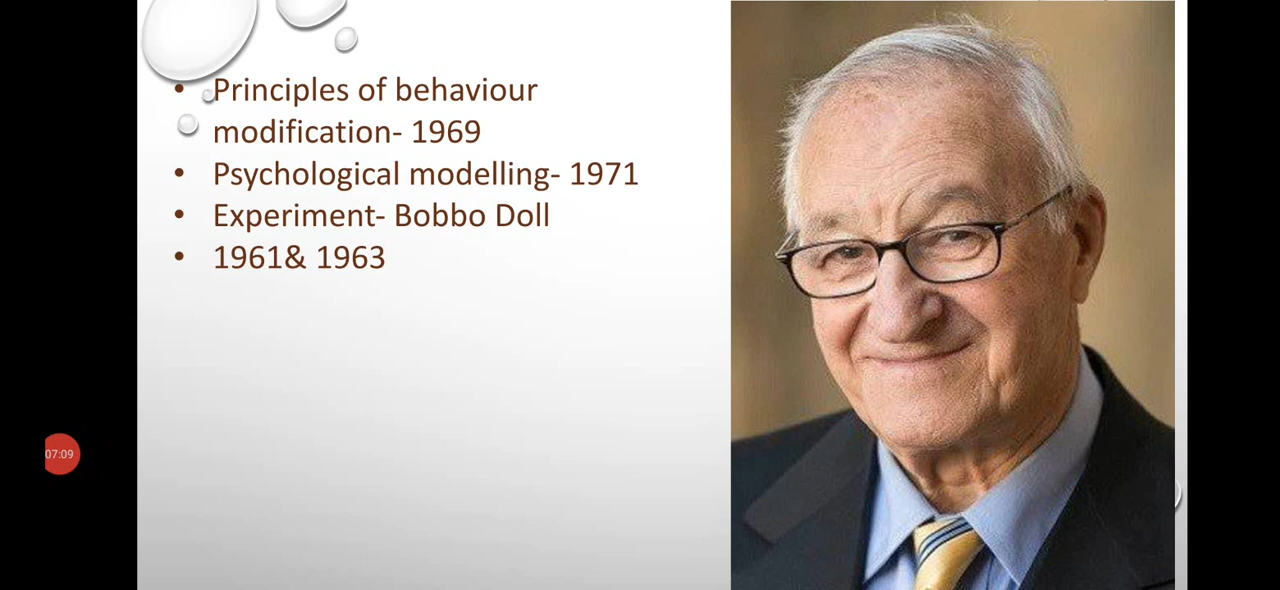 • Principles of behaviour
modification- 1969
• Psychological modelling- 1971
• Experiment- Bobbo Doll
• 1961& 1963
07:09